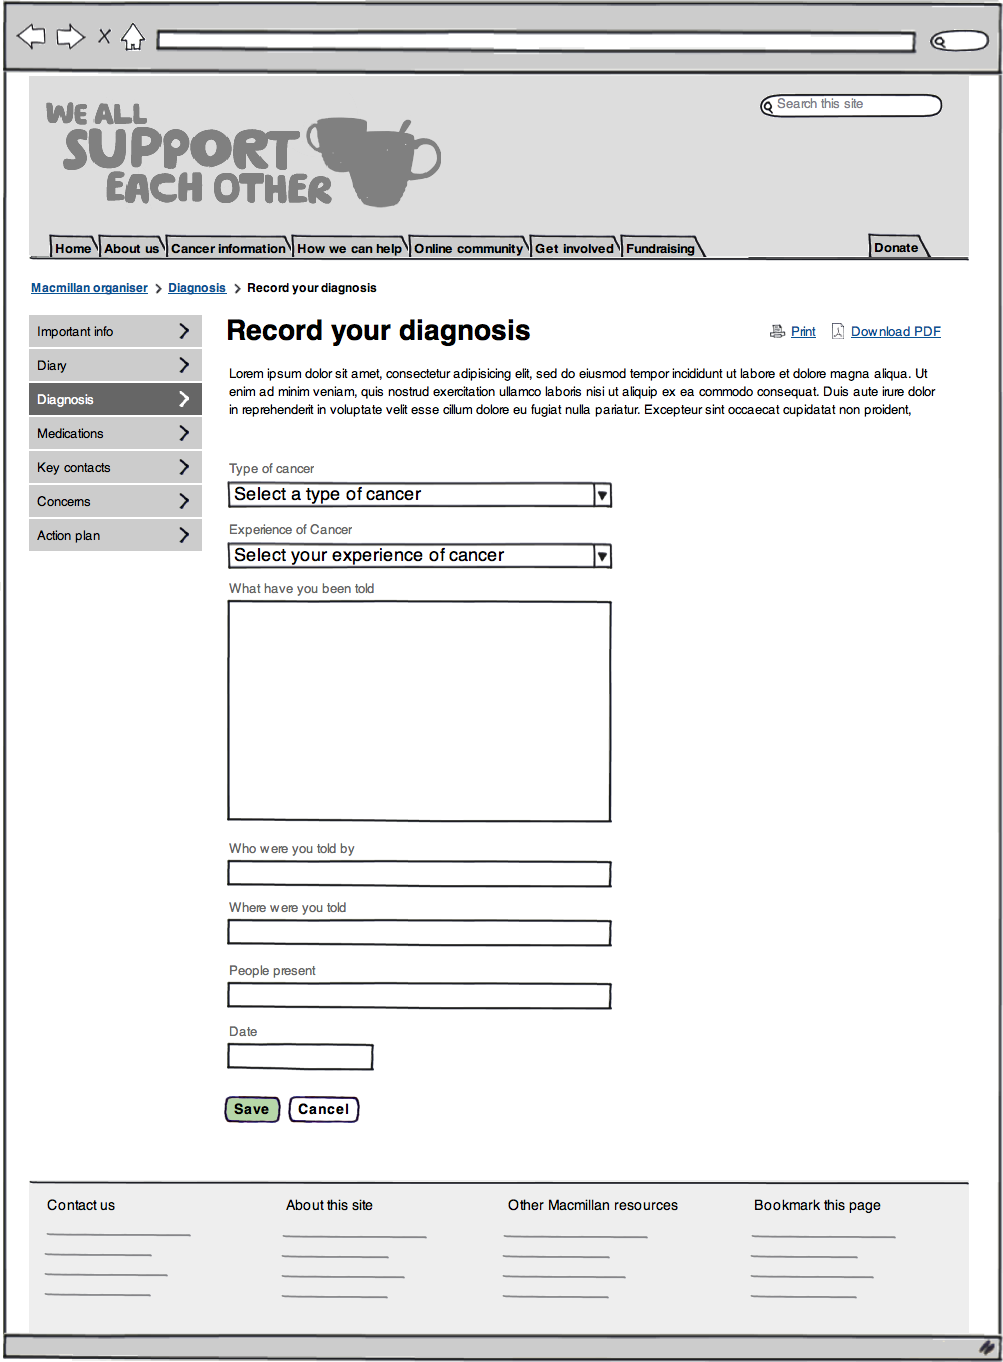 Search this site
WE ALL
SUPPORT
EACH OTHER
Home About us Cancer information How we can help Online community Get involved Fundraising Donate
Macmillan organiser Diagnosis Record your diagnosis
Important info
Diary
Diagnosis
Medications
Key contacts
Concerns
Action plan
Record your diagnosis
Print Download PDF
Lorem ipsum dolor sit amet, consectetur adipisicing elit, sed do eiusmod tempor incididunt ut labore et dolore magna aliqua. Ut
enim ad minim veniam, quis nostrud exercitation ullamco laboris nisi ut aliquip ex ea commodo consequat. Duis aute irure dolor
in reprehenderit in voluptate velit esse cillum dolore eu fugiat nulla pariatur. Excepteur sint occaecat cupidatat non proident,
Type of cancer
Select a type of cancer
Experience of Cancer
Select your experience of cancer
What have you been told
Who were you told by
Where were you told
People present
Date
Save Cancel
Contact us About this site Other Macmillan resources Bookmark this page